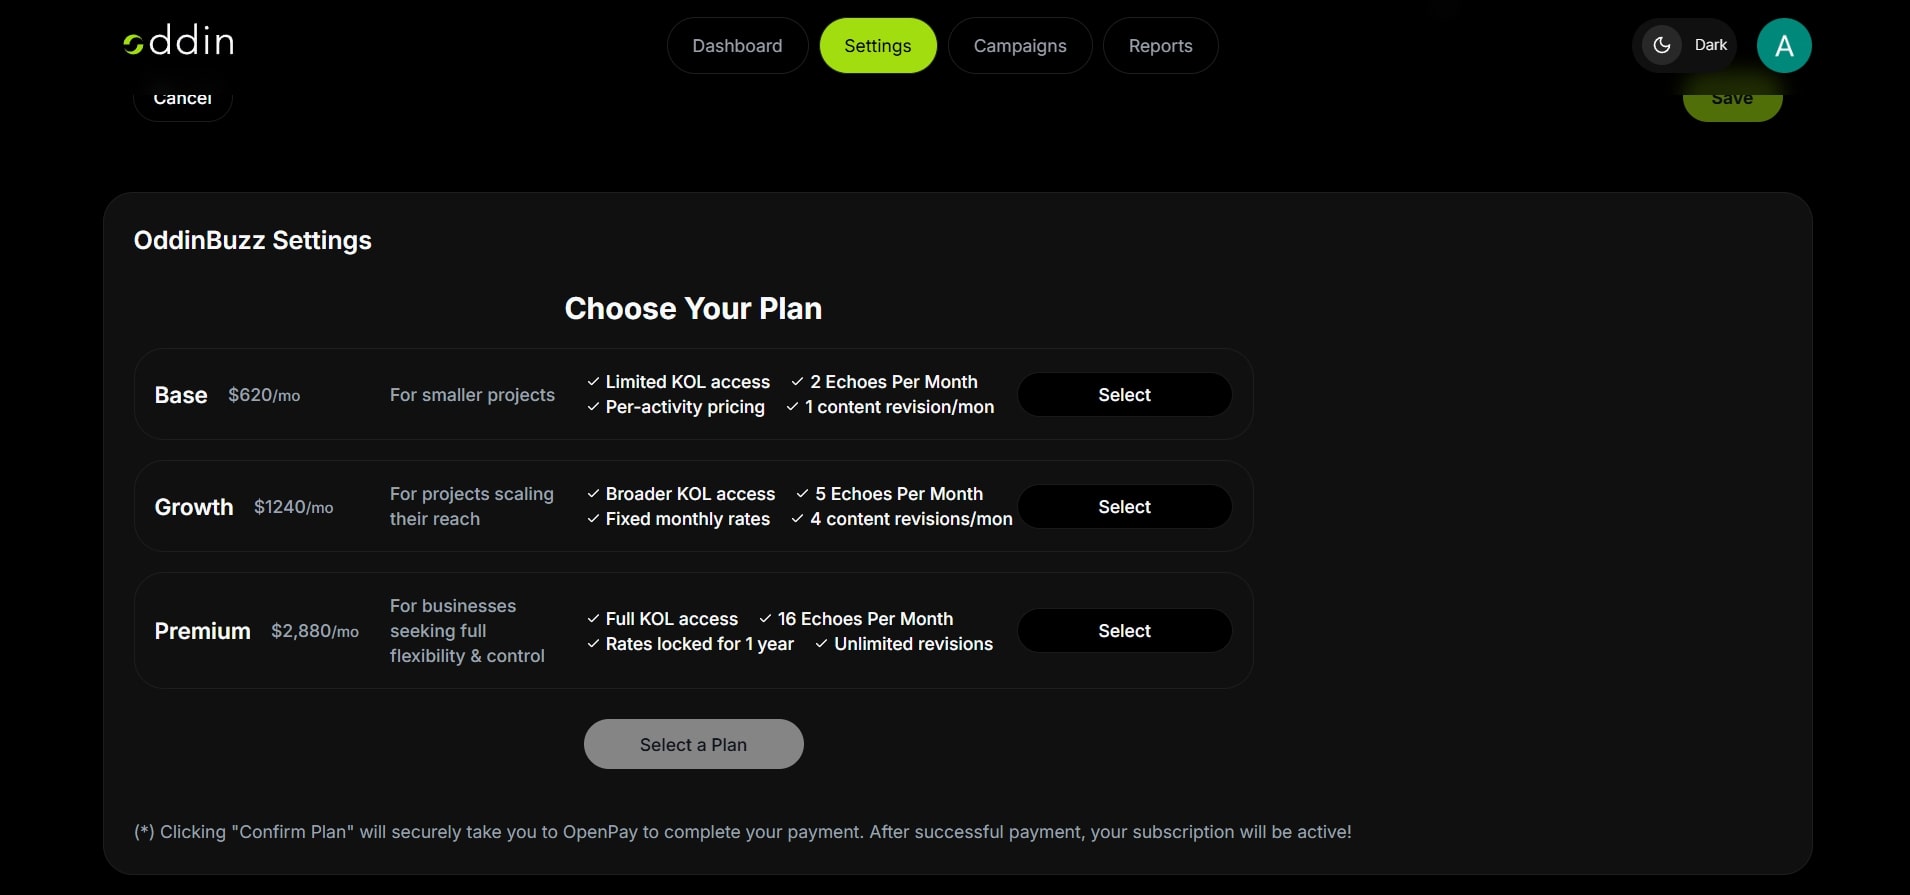 oddin
Dashboard
Settings
Campaigns
Reports
Dark
A
Cancel
Save
OddinBuzz Settings
Choose Your Plan
Base $620/mo
For smaller projects
✓ Limited KOL access ✓ 2 Echoes Per Month
✓ Per-activity pricing ✓ 1 content revision/mon
Select
Growth $1240/mo
For projects scaling
their reach
✓ Broader KOL access ✓ 5 Echoes Per Month
✓ Fixed monthly rates ✓ 4 content revisions/mon
Select
Premium $2,880/mo
For businesses
seeking full
flexibility & control
✓ Full KOL access ✓ 16 Echoes Per Month
✓ Rates locked for 1 year ✓ Unlimited revisions
Select
Select a Plan
(*) Clicking "Confirm Plan" will securely take you to OpenPay to complete your payment. After successful payment, your subscription will be active!